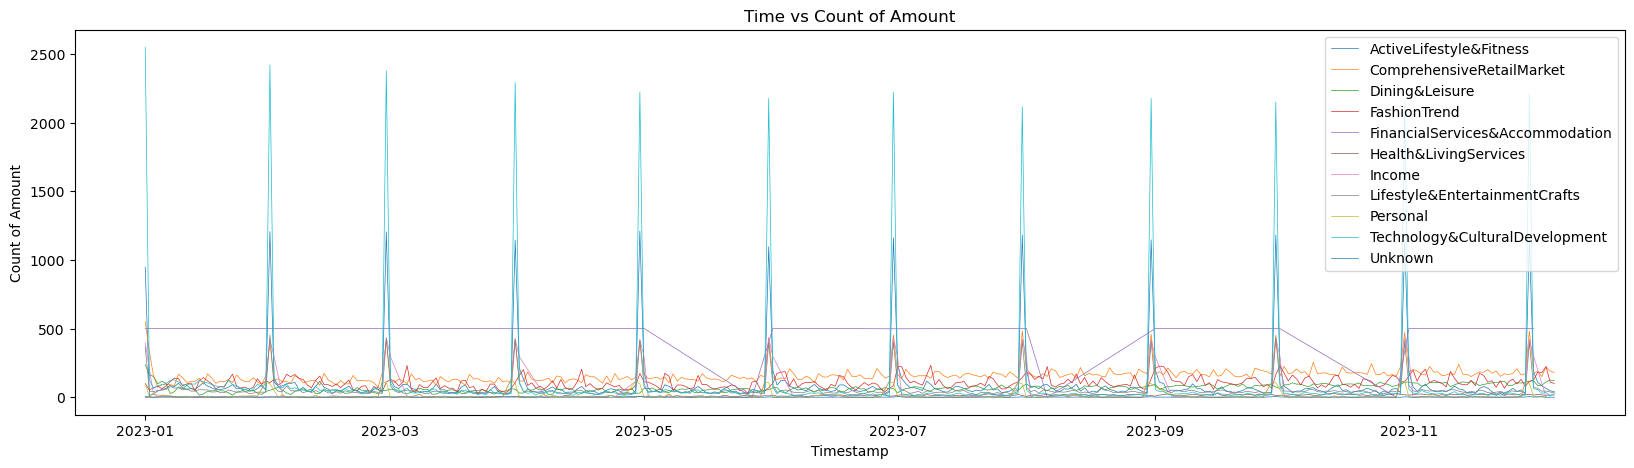 Time vs Count of Amount
Count of Amount
2500
2000
1500
1000
500
0
ActiveLifestyle&Fitness
ComprehensiveRetailMarket
Dining&Leisure
FashionTrend
FinancialServices&Accommodation
Health&LivingServices
Income
Lifestyle&EntertainmentCrafts
Personal
Technology&CulturalDevelopment
Unknown
2023-01
2023-03
2023-05
2023-07
2023-09
2023-11
Timestamp